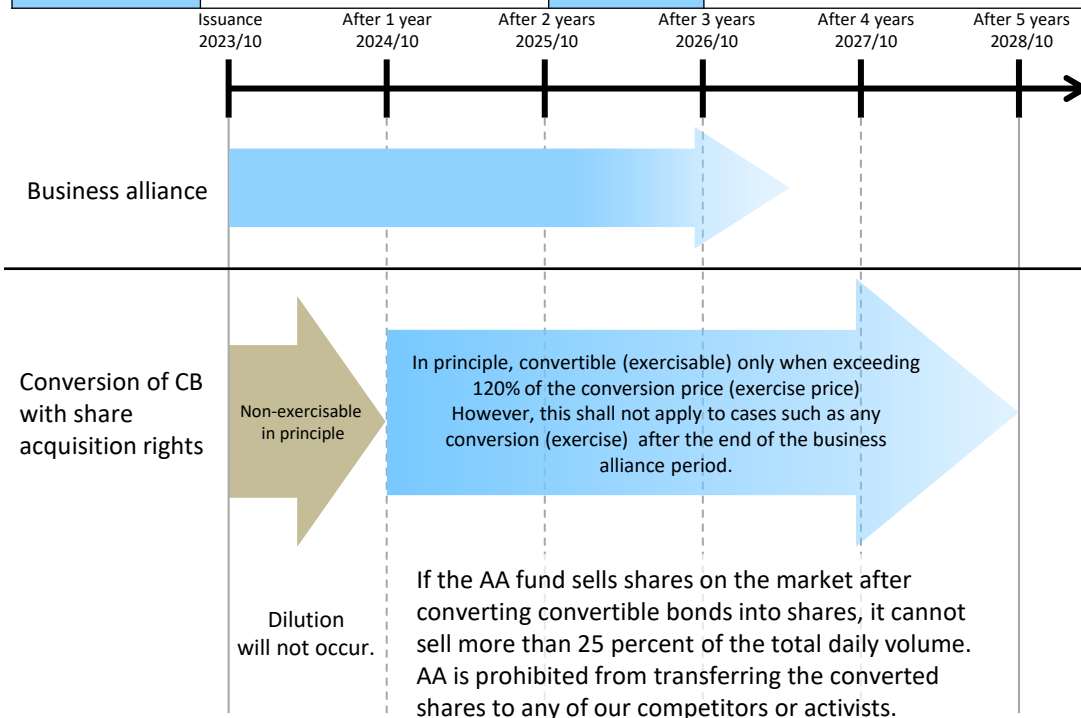 Issuance
2023/10
After 1 year
2024/10
After 2 years
2025/10
After 3 years
2026/10
After 4 years
2027/10
After 5 years
2028/10
Business alliance
Conversion of CB
with share
acquisition rights
Non-exercisable
in principle
In principle, convertible (exercisable) only when exceeding
120% of the conversion price (exercise price)
However, this shall not apply to cases such as any
conversion (exercise) after the end of the business
alliance period.
Dilution
will not occur.
If the AA fund sells shares on the market after
converting convertible bonds into shares, it cannot
sell more than 25 percent of the total daily volume.
AA is prohibited from transferring the converted
shares to any of our competitors or activists.